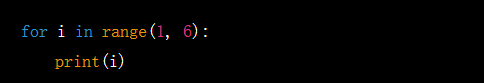 for i in range(1, 6):
    print(i)